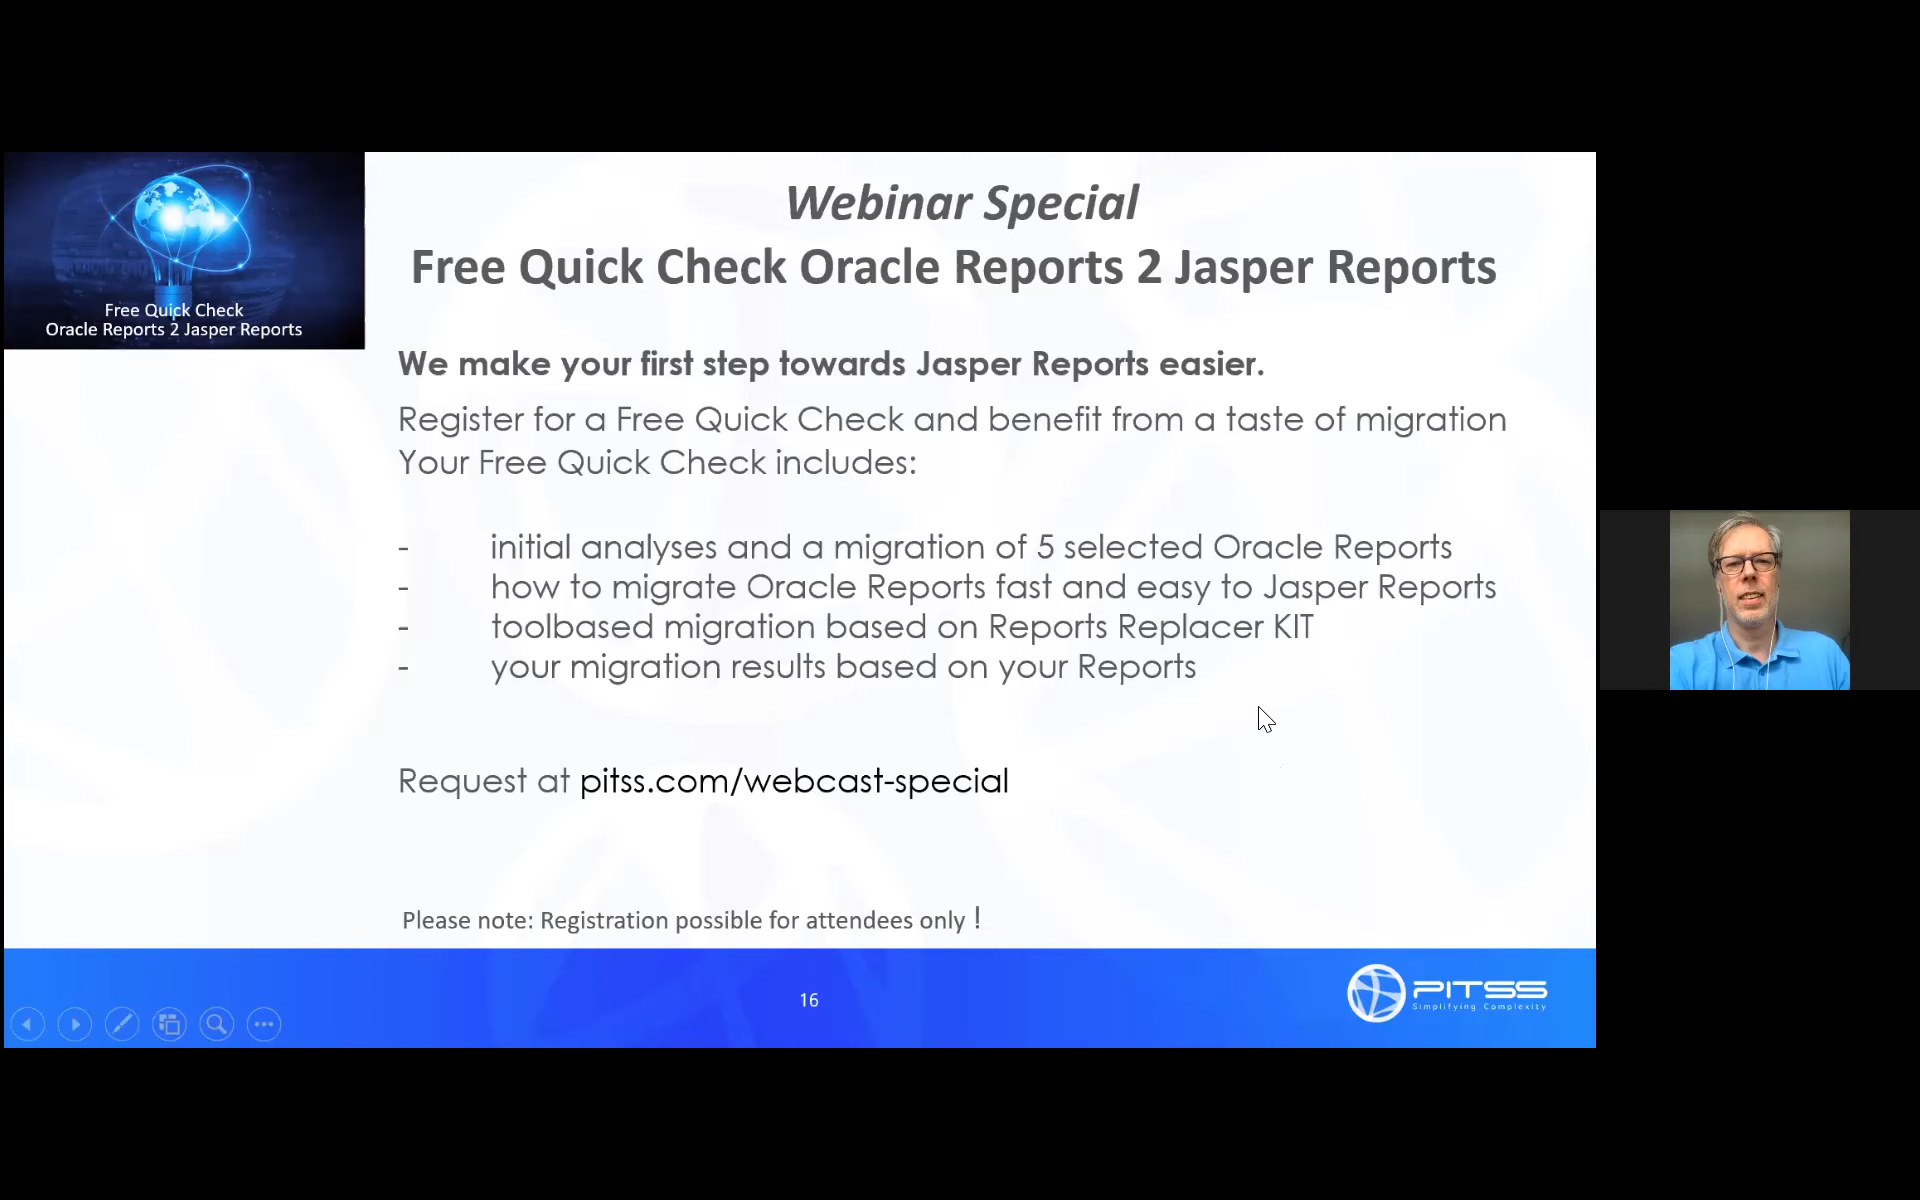 Webinar Special
Free Quick Check Oracle Reports 2 Jasper Reports
Free Quick Check
Oracle Reports 2 Jasper Reports
We make your first step towards Jasper Reports easier.
Register for a Free Quick Check and benefit from a taste of migration
Your Free Quick Check includes:
- initial analyses and a migration of 5 selected Oracle Reports
- how to migrate Oracle Reports fast and easy to Jasper Reports
- toolbased migration based on Reports Replacer KIT
- your migration results based on your Reports
Request at pitss.com/webcast-special
Please note: Registration possible for attendees only !
16
PITSS
Simplifying Complexity